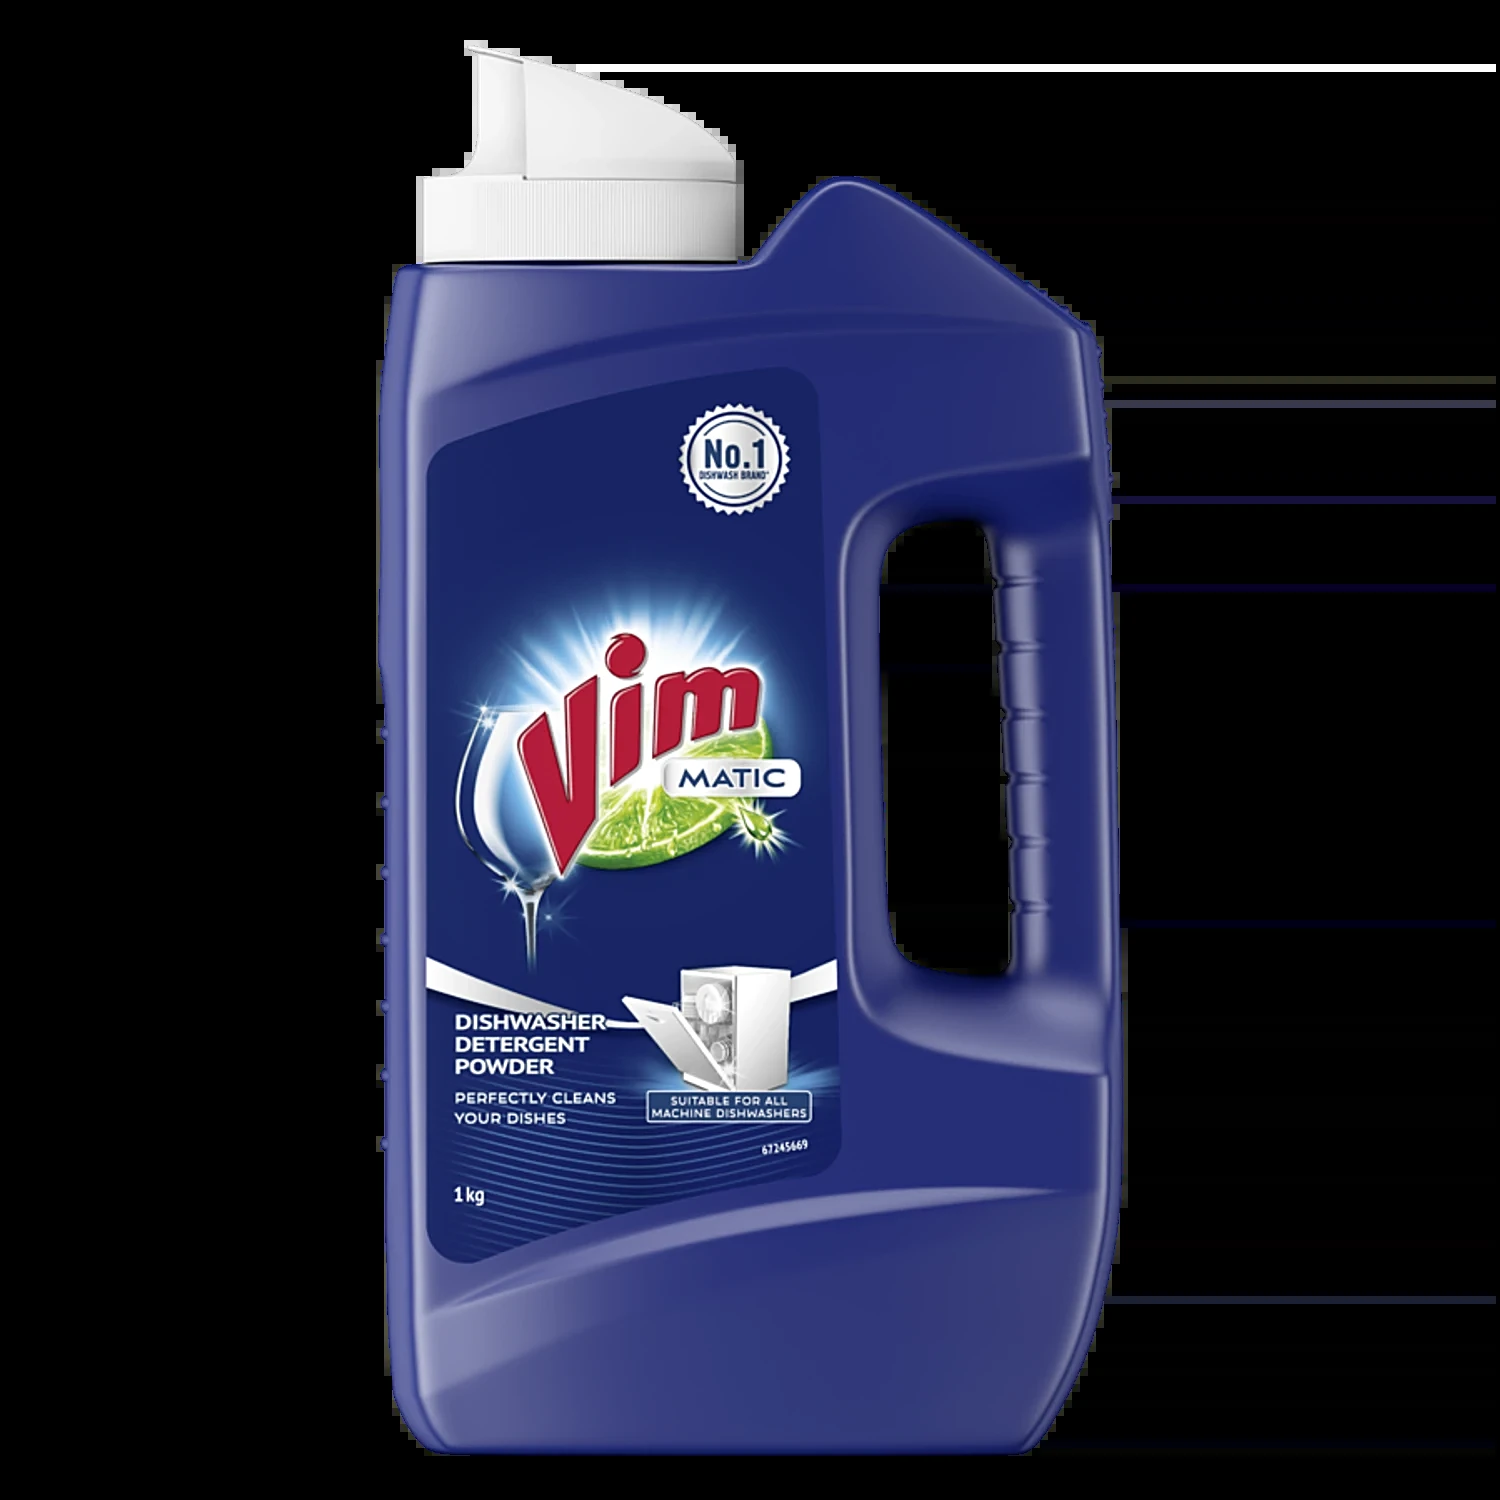 No.1
DISHWASH BRAND*
Vim
MATIC
DISHWASHER
DETERGENT
POWDER
PERFECTLY CLEANS
YOUR DISHES
SUITABLE FOR ALL
MACHINE DISHWASHERS
67245669
1kg